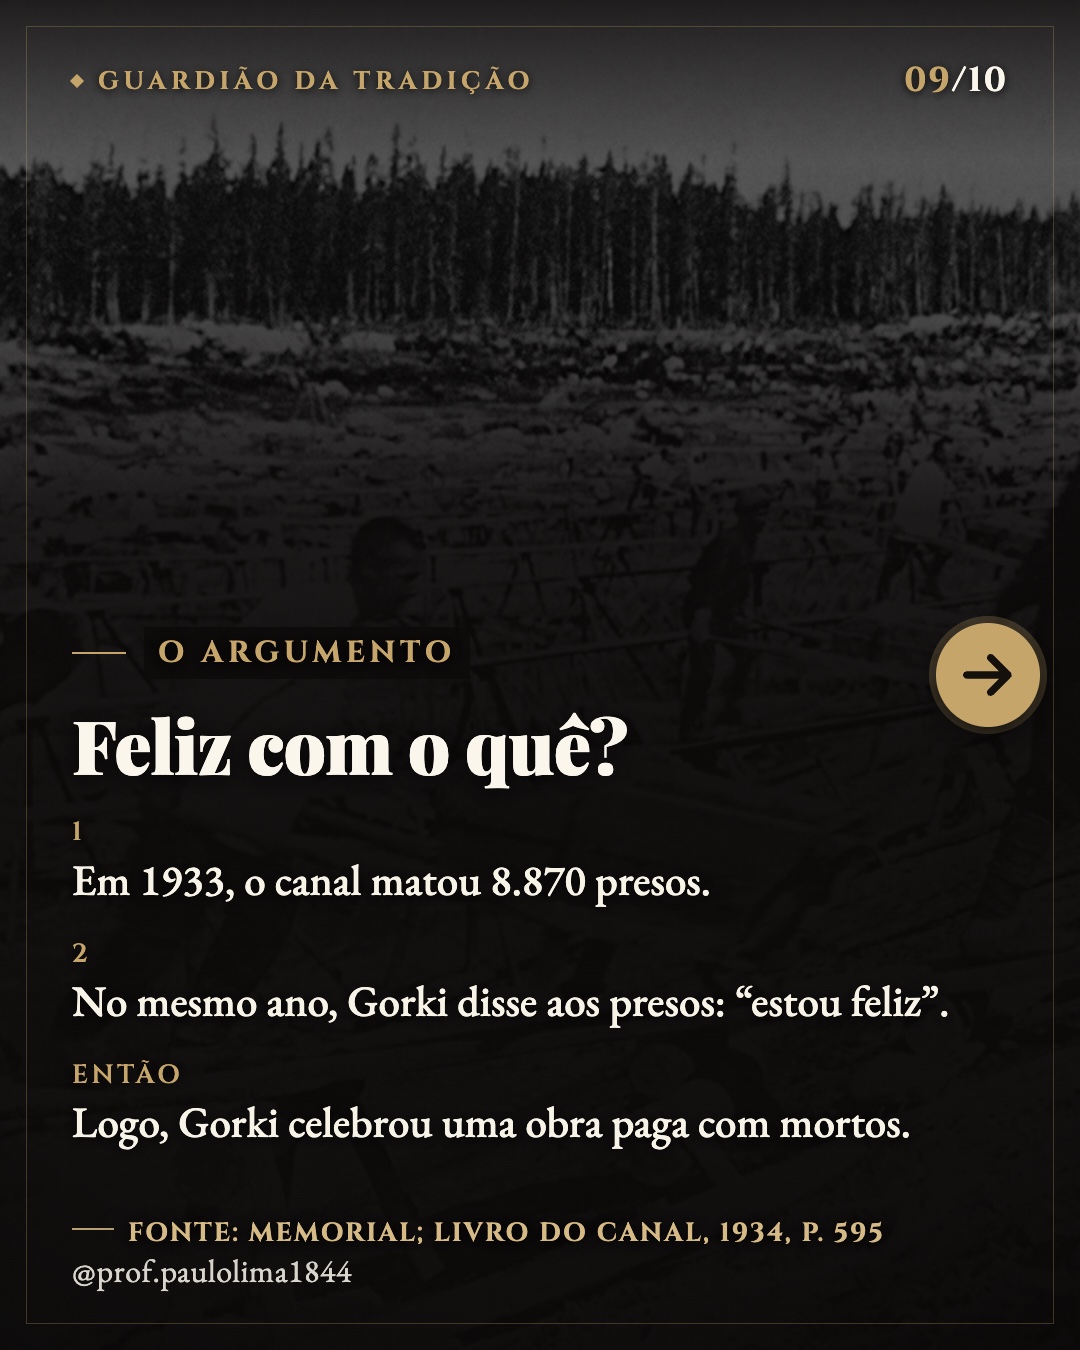 GUARDIÃO DA TRADIÇÃO
09/10
O ARGUMENTO
Feliz com o quê?
1
Em 1933, o canal matou 8.870 presos.
2
No mesmo ano, Gorki disse aos presos: “estou feliz”.
ENTÃO
Logo, Gorki celebrou uma obra paga com mortos.
FONTE: MEMORIAL; LIVRO DO CANAL, 1934, P. 595
@prof.paulolima1844